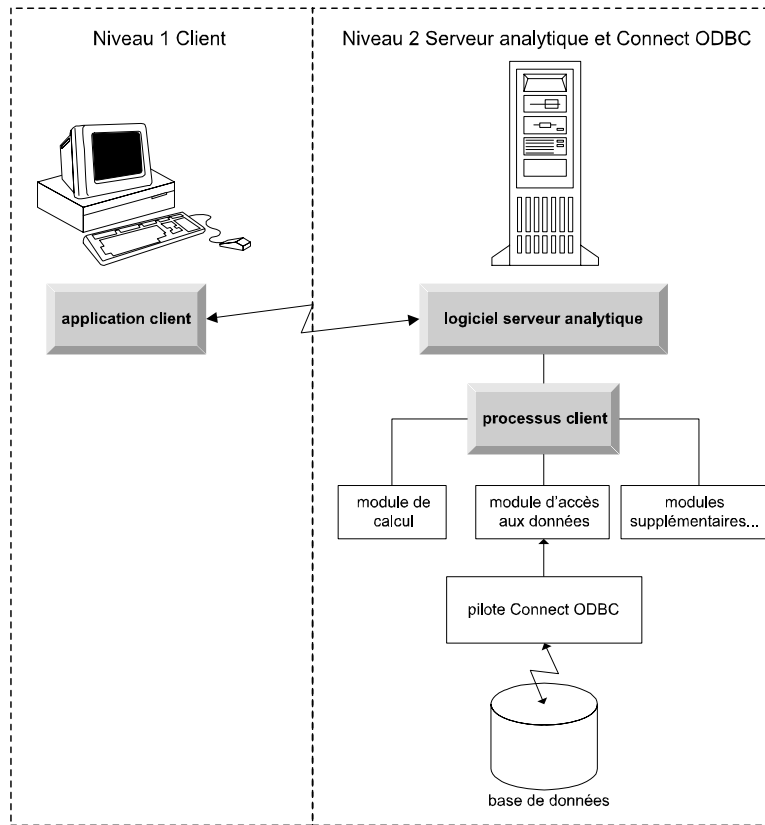 Niveau 1 Client
Niveau 2 Serveur analytique et Connect ODBC
application client
logiciel serveur analytique
processus client
module de
calcul
module d'accès
aux données
modules
supplémentaires...
pilote Connect ODBC
base de données